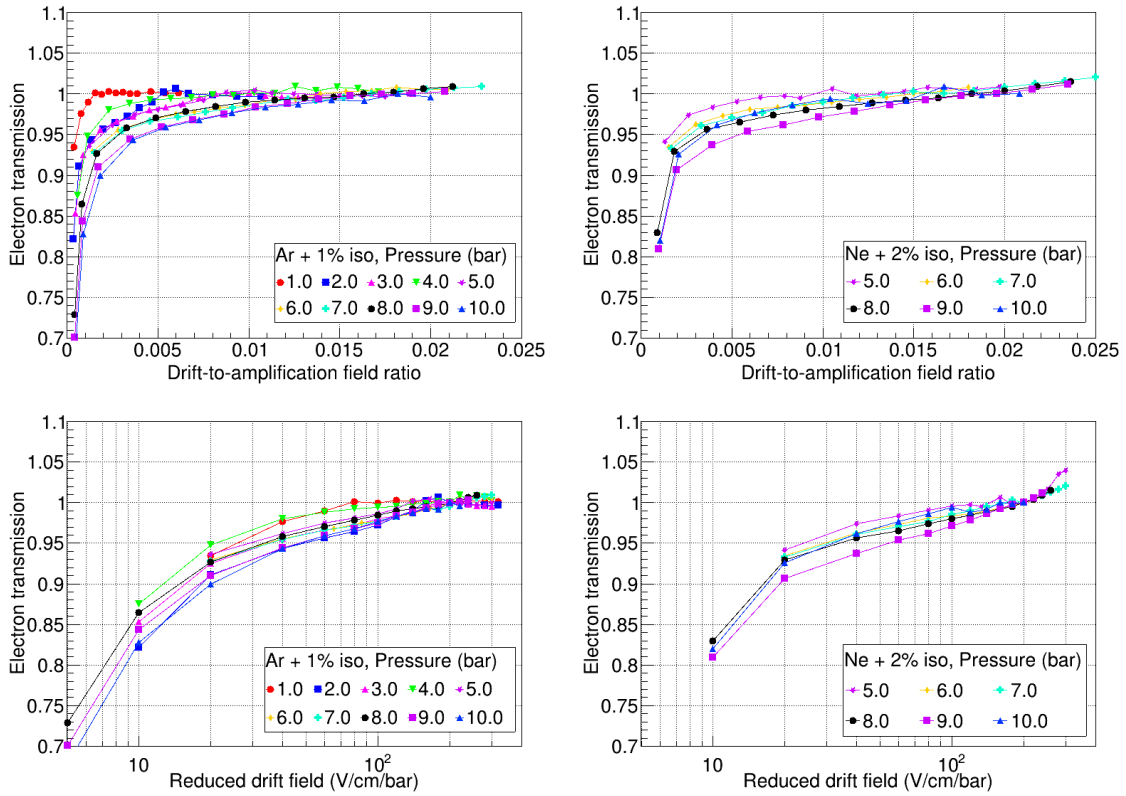 Electron transmission
1.1
1.05
1
0.95
0.9
0.85
0.8
0.75
0.7
Ar + 1% iso, Pressure (bar)
1.0 2.0 3.0 4.0 5.0
6.0 7.0 8.0 9.0 10.0
0 0.005 0.01 0.015 0.02 0.025
Drift-to-amplification field ratio
Electron transmission
1.1
1.05
1
0.95
0.9
0.85
0.8
0.75
0.7
Ne + 2% iso, Pressure (bar)
5.0 6.0 7.0
8.0 9.0 10.0
0 0.005 0.01 0.015 0.02 0.025
Drift-to-amplification field ratio
Electron transmission
1.1
1.05
1
0.95
0.9
0.85
0.8
0.75
0.7
Ar + 1% iso, Pressure (bar)
1.0 2.0 3.0 4.0 5.0
6.0 7.0 8.0 9.0 10.0
10 10²
Reduced drift field (V/cm/bar)
Electron transmission
1.1
1.05
1
0.95
0.9
0.85
0.8
0.75
0.7
Ne + 2% iso, Pressure (bar)
5.0 6.0 7.0
8.0 9.0 10.0
10 10²
Reduced drift field (V/cm/bar)